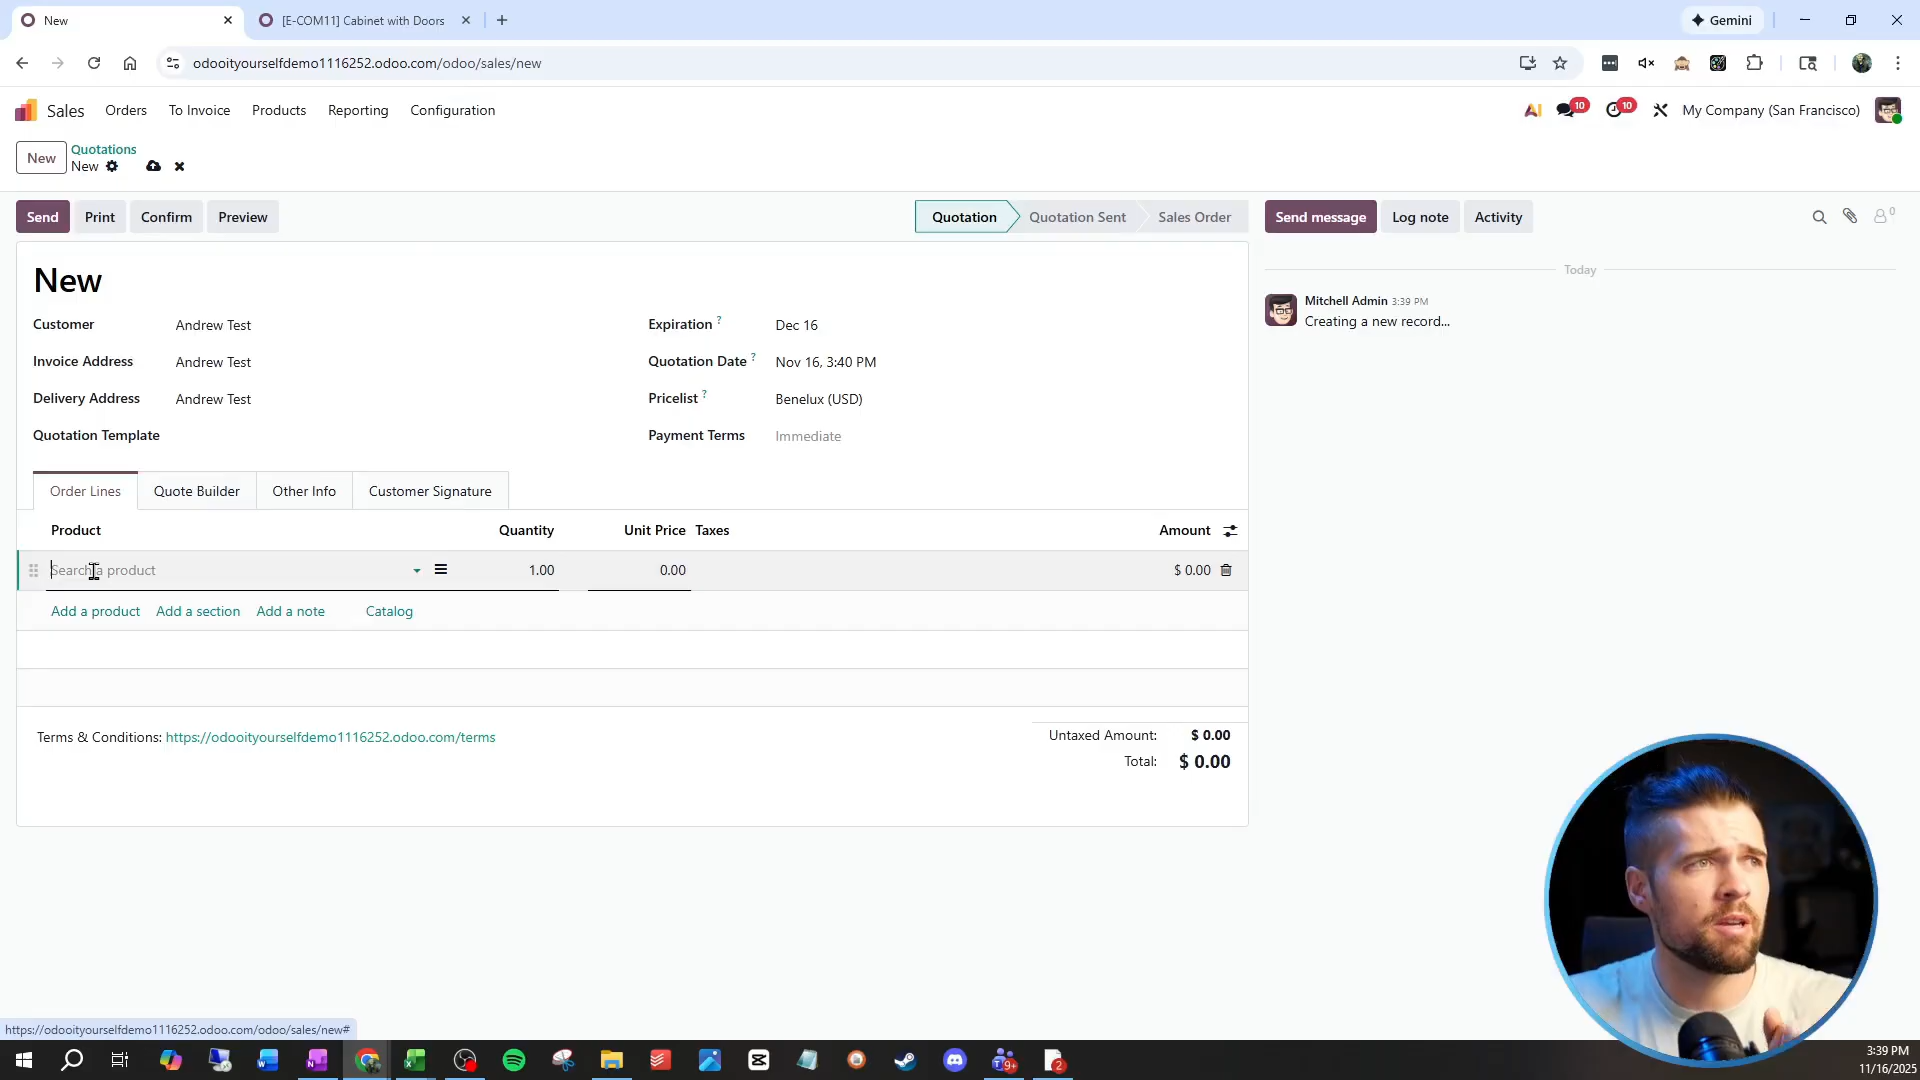 New
[E-COM11] Cabinet with Doors
Gemini
odooityourselfdemo1116252.odoo.com/odoo/sales/new
Sales Orders To Invoice Products Reporting Configuration
AI 10 10 My Company (San Francisco)
New Quotations
New
Send Print Confirm Preview
Quotation Quotation Sent Sales Order
Send message Log note Activity
0
New
Today
Mitchell Admin 3:39 PM
Creating a new record...
Customer Andrew Test
Expiration ? Dec 16
Invoice Address Andrew Test
Quotation Date ? Nov 16, 3:40 PM
Delivery Address Andrew Test
Pricelist ? Benelux (USD)
Quotation Template
Payment Terms Immediate
Order Lines Quote Builder Other Info Customer Signature
Product Quantity Unit Price Taxes Amount
Search a product 1.00 0.00 $ 0.00
Add a product Add a section Add a note Catalog
Terms & Conditions: https://odooityourselfdemo1116252.odoo.com/terms
Untaxed Amount: $ 0.00
Total: $ 0.00
https://odooityourselfdemo1116252.odoo.com/odoo/sales/new#
9+
2
3:39 PM
11/16/2025